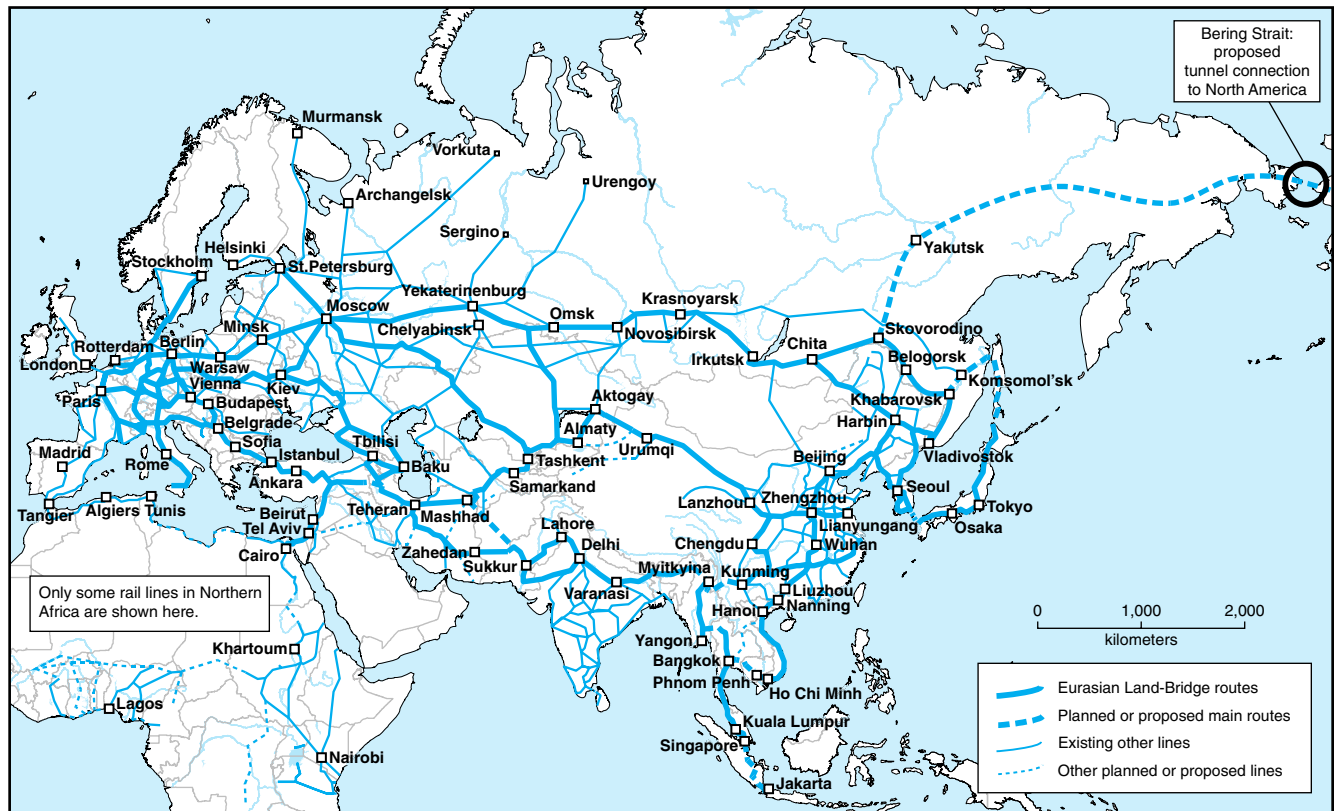 Bering Strait:
proposed
tunnel connection
to North America
Murmansk
Vorkuta
Urengoy
Archangelsk
Sergino
Yakutsk
Helsinki
Stockholm
St.Petersburg
Yekaterinenburg
Krasnoyarsk
Moscow
Omsk
Chelyabinsk
Novosibirsk
Skovorodino
Minsk
Berlin
Rotterdam
Chita
Irkutsk
Belogorsk
London
Warsaw
Komsomol'sk
Vienna
Kiev
Paris
Budapest
Aktogay
Khabarovsk
Belgrade
Almaty
Harbin
Sofia
Tbilisi
Urumqi
Madrid
Istanbul
Beijing
Vladivostok
Rome
Baku
Tashkent
Ankara
Samarkand
Seoul
Lanzhou
Zhengzhou
Tokyo
Tangier
Algiers
Tunis
Beirut
Teheran
Mashhad
Lianyungang
Osaka
Tel Aviv
Lahore
Cairo
Zahedan
Delhi
Chengdu
Wuhan
Sukkur
Myitkyina
Kunming
Varanasi
Liuzhou
Nanning
Hanoi
Only some rail lines in Northern
Africa are shown here.
0 1,000 2,000
kilometers
Khartoum
Yangon
Bangkok
Phnom Penh
Ho Chi Minh
Lagos
Kuala Lumpur
Singapore
Nairobi
Jakarta
Eurasian Land-Bridge routes
Planned or proposed main routes
Existing other lines
Other planned or proposed lines